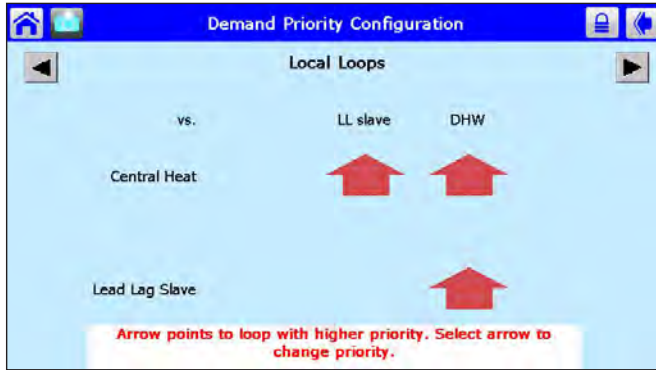 Demand Priority Configuration
Local Loops
vs. LL slave DHW
Central Heat
Lead Lag Slave
Arrow points to loop with higher priority. Select arrow to
change priority.